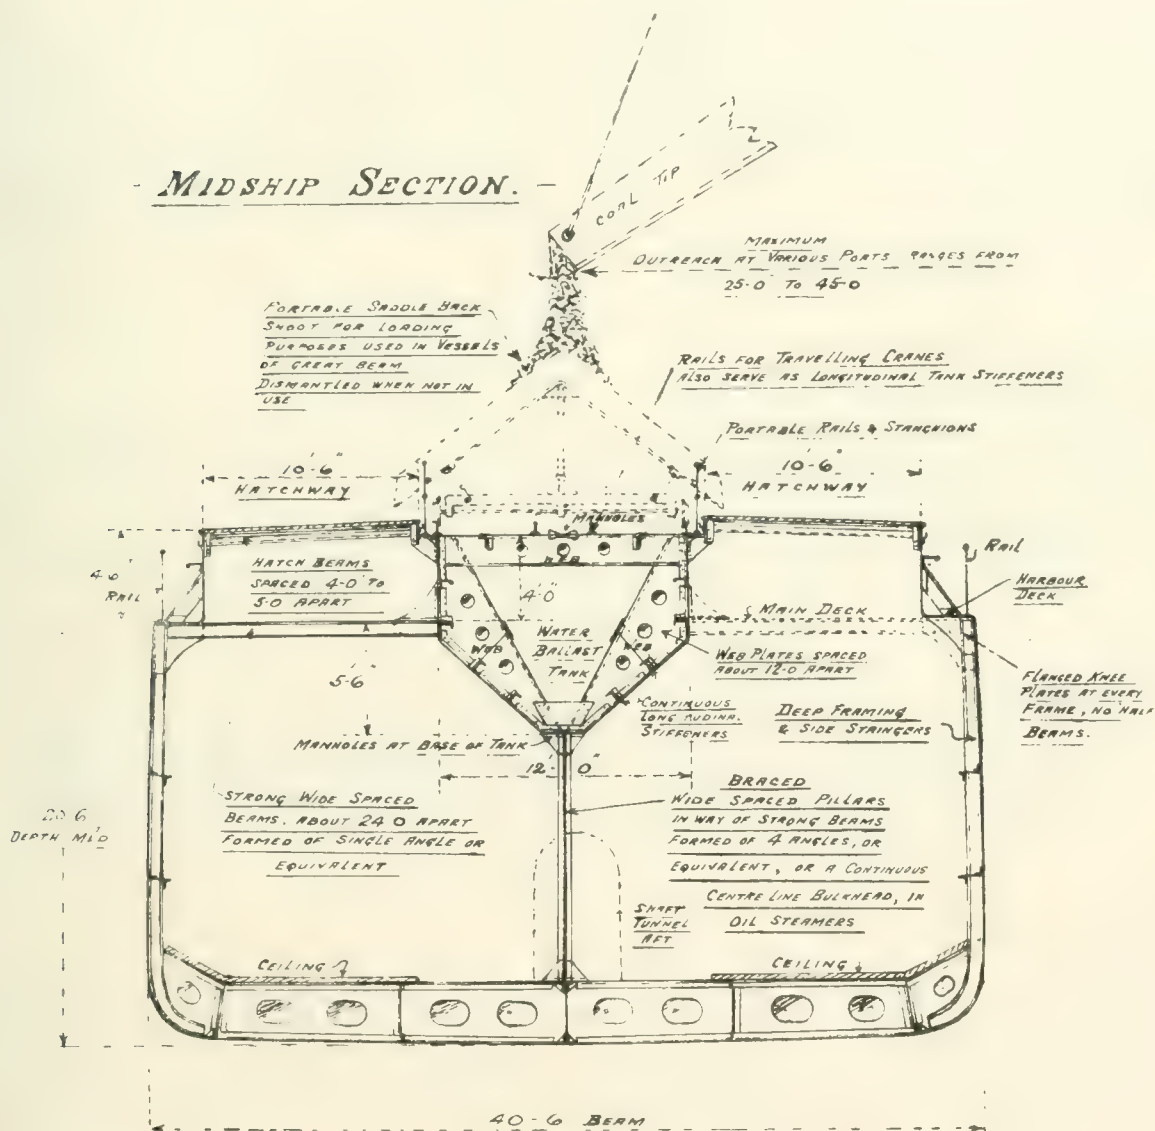 - MIDSHIP SECTION. -
COAL TIP
MAXIMUM
OUTREACH AT VARIOUS PORTS RANGES FROM
25-0 TO 45-0
PORTABLE SADDLE BACK
SHOOT FOR LOADING
PURPOSES USED IN VESSELS
OF GREAT BEAM
DISMANTLED WHEN NOT IN
USE
RAILS FOR TRAVELLING CRANES
ALSO SERVE AS LONGITUDINAL TANK STIFFENERS
PORTABLE RAILS & STANCHIONS
10'-6"
HATCHWAY
10'-6"
HATCHWAY
MANHOLES
WEB
4-0
RAIL
HATCH BEAMS
SPACED 4-0 TO
5-0 APART
4-0
RAIL
HARBOUR
DECK
MAIN DECK
WATER
BALLAST
TANK
WEB
WEB
WEB PLATES SPACED
ABOUT 12-0 APART
5'-6"
CONTINUOUS
STIFFENERS
FLANGED KNEE
PLATES AT EVERY
FRAME, NO HALF
BEAMS.
DEEP FRAMING
& SIDE STRINGERS
MANHOLES AT BASE OF TANK
12'-0"
STRONG WIDE SPACED
BEAMS. ABOUT 24 0 APART
FORMED OF SINGLE ANGLE OR
EQUIVALENT
BRACED
WIDE SPACED PILLARS
IN WAY OF STRONG BEAMS
FORMED OF 4 ANGLES, OR
EQUIVALENT, OR A CONTINUOUS
CENTRE LINE BULKHEAD, IN
OIL STEAMERS
20-6
DEPTH ML'D
SHAFT
TUNNEL
AFT
CEILING
CEILING
40-6 BEAM